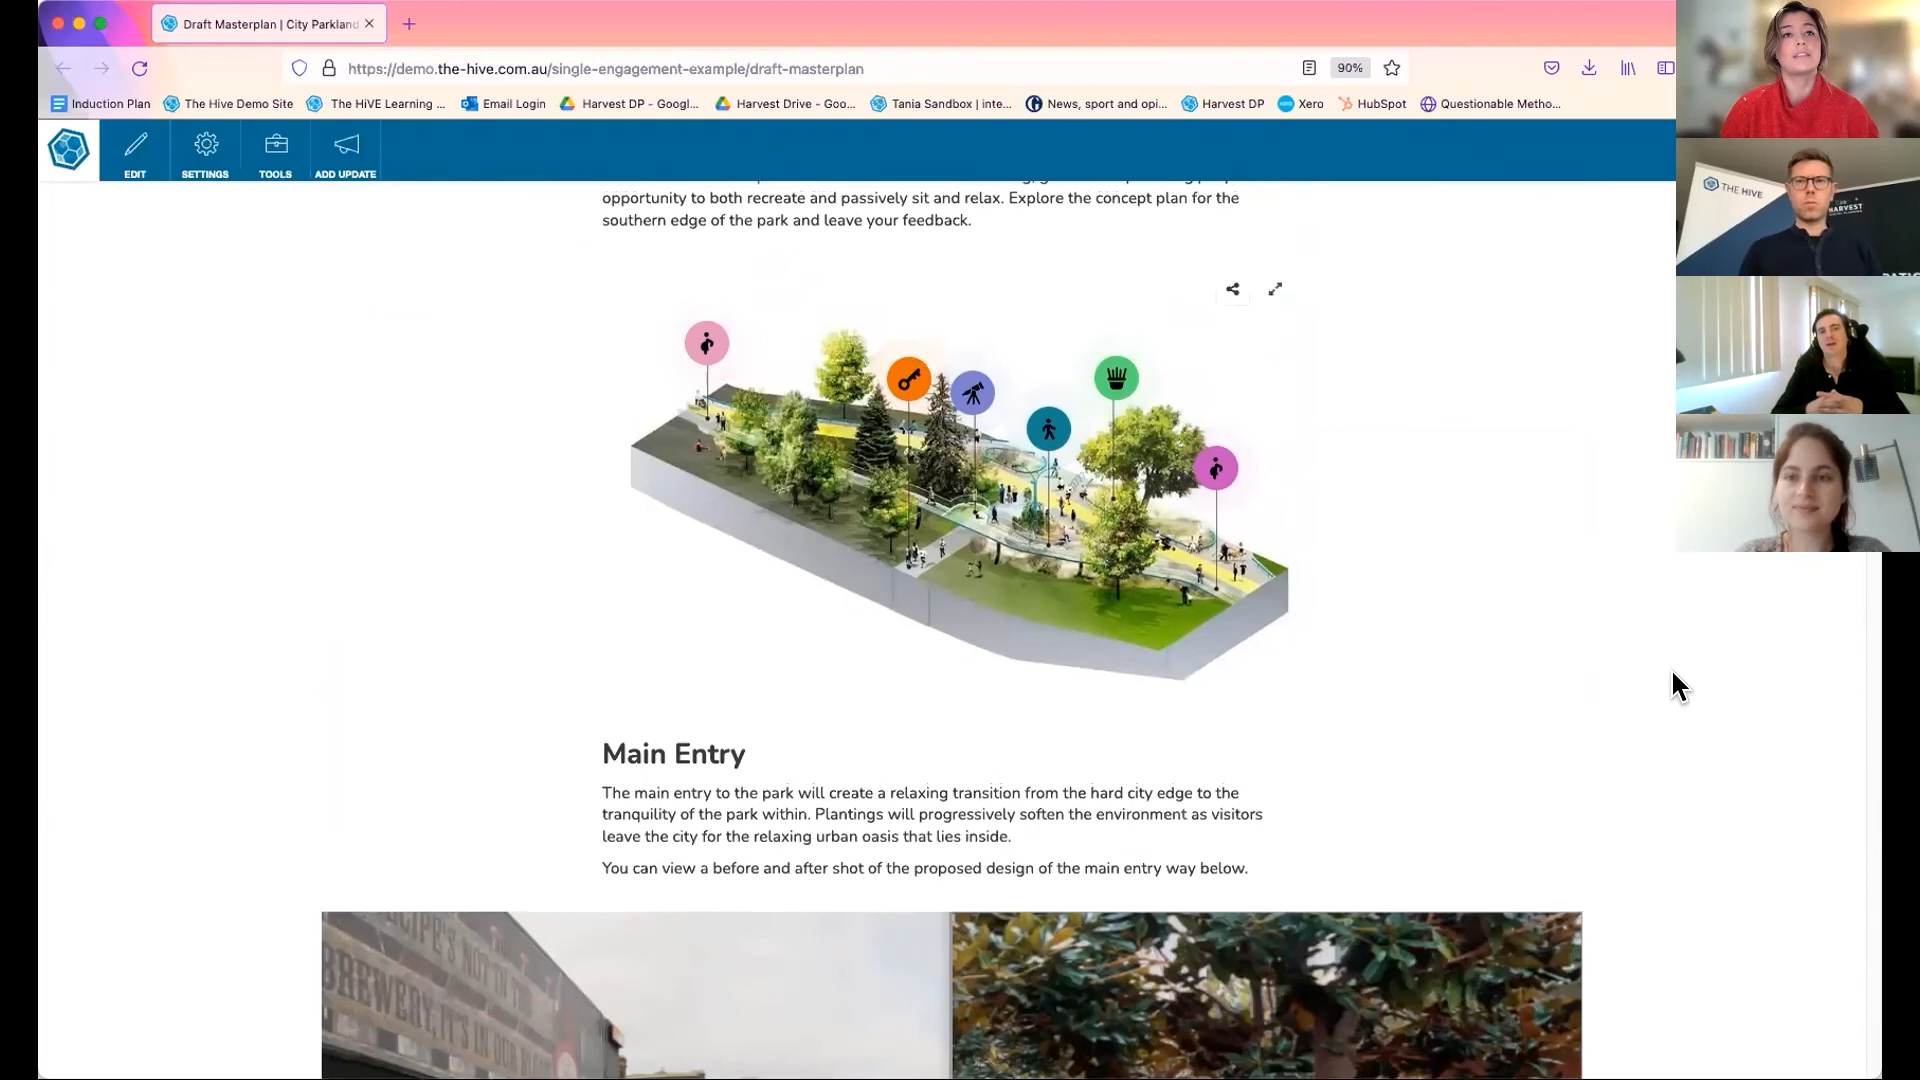 Draft Masterplan | City Parkland
https://demo.the-hive.com.au/single-engagement-example/draft-masterplan
90%
Induction Plan
The Hive Demo Site
The HiVE Learning ...
Email Login
Harvest DP - Googl...
Harvest Drive - Goo...
Tania Sandbox | inte...
News, sport and opi...
Harvest DP
Xero
HubSpot
Questionable Metho...
EDIT
SETTINGS
TOOLS
ADD UPDATE
THE HIVE
HARVEST
opportunity to both recreate and passively sit and relax. Explore the concept plan for the
southern edge of the park and leave your feedback.
Main Entry
The main entry to the park will create a relaxing transition from the hard city edge to the
tranquility of the park within. Plantings will progressively soften the environment as visitors
leave the city for the relaxing urban oasis that lies inside.
You can view a before and after shot of the proposed design of the main entry way below.
BREWERY, IT'S IN OUR